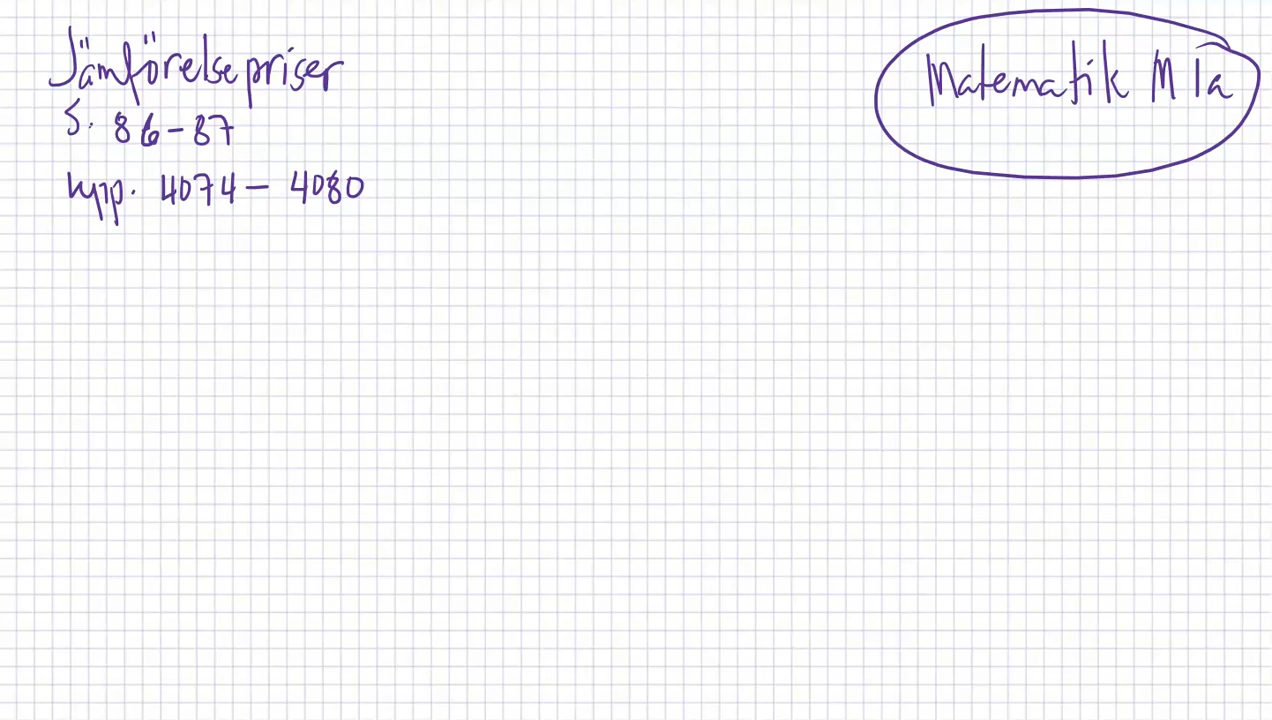 Jämförelsepriser
Matematik M1a
S. 86-87
upp. 4074 - 4080